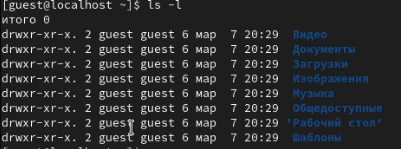 [guest@localhost ~]$ ls -l
итого 0
drwxr-xr-x. 2 guest guest 6 мар  7 20:29  Видео
drwxr-xr-x. 2 guest guest 6 мар  7 20:29  Документы
drwxr-xr-x. 2 guest guest 6 мар  7 20:29  Загрузки
drwxr-xr-x. 2 guest guest 6 мар  7 20:29  Изображения
drwxr-xr-x. 2 guest guest 6 мар  7 20:29  Музыка
drwxr-xr-x. 2 guest guest 6 мар  7 20:29  Общедоступные
drwxr-xr-x. 2 guest guest 6 мар  7 20:29 'Рабочий стол'
drwxr-xr-x. 2 guest guest 6 мар  7 20:29  Шаблоны